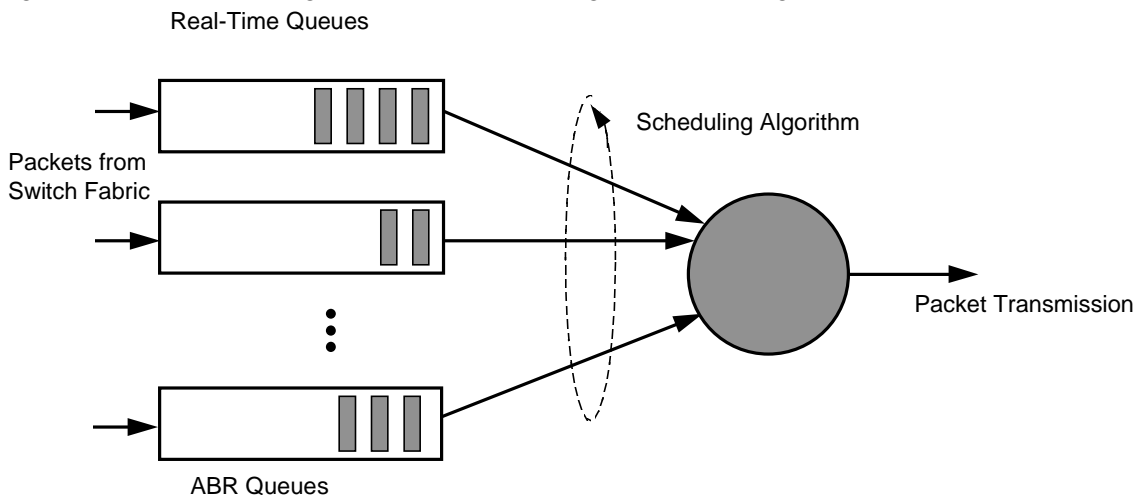 Real-Time Queues
Scheduling Algorithm
Packets from
Switch Fabric
Packet Transmission
ABR Queues